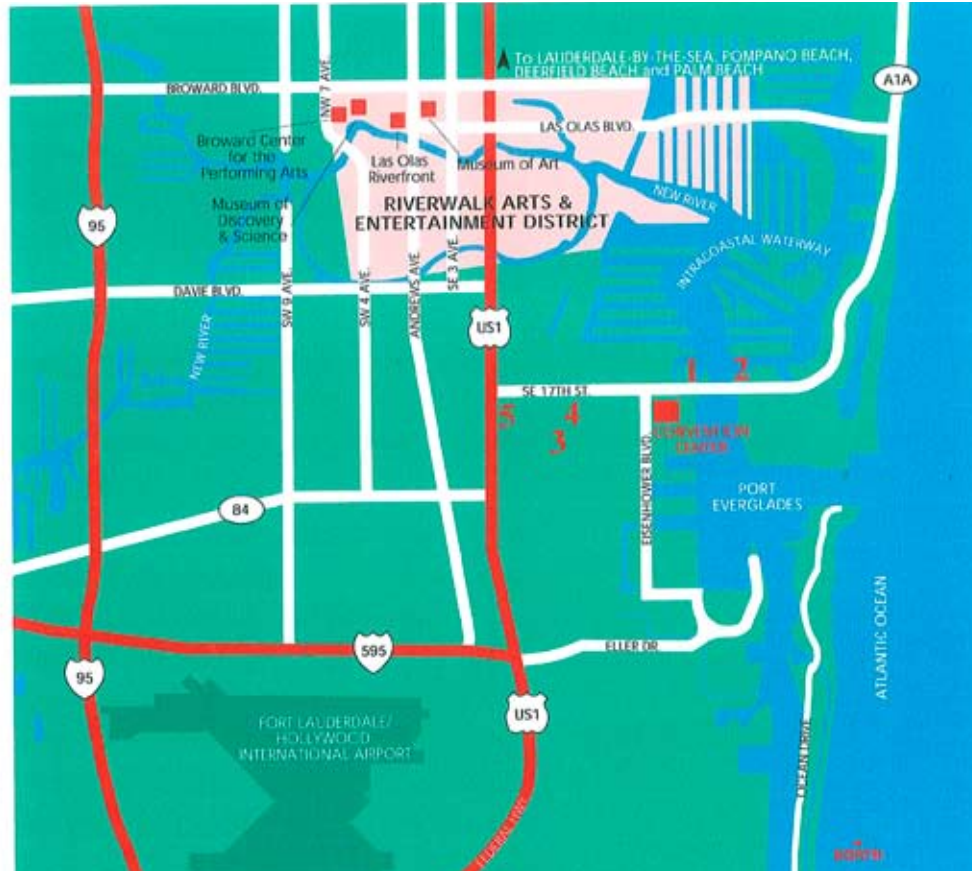 To LAUDERDALE-BY-THE-SEA, POMPANO BEACH,
DEERFIELD BEACH and PALM BEACH
A1A
BROWARD BLVD.
NW 7 AVE.
LAS OLAS BLVD.
Broward Center
for the
Performing Arts
Las Olas
Riverfront
Museum of Art
Museum of
Discovery
& Science
RIVERWALK ARTS &
ENTERTAINMENT DISTRICT
NEW RIVER
INTRACOASTAL WATERWAY
95
SW 9 AVE.
SW 4 AVE.
ANDREWS AVE.
SE 3 AVE.
DAVIE BLVD.
NEW RIVER
US1
1
2
SE 17TH ST.
5
4
3
CONVENTION
CENTER
EISENHOWER BLVD.
PORT
EVERGLADES
84
ATLANTIC OCEAN
595
ELLER DR.
95
US1
FORT LAUDERDALE/
HOLLYWOOD
INTERNATIONAL AIRPORT
OCEAN DRIVE
FEDERAL HWY.